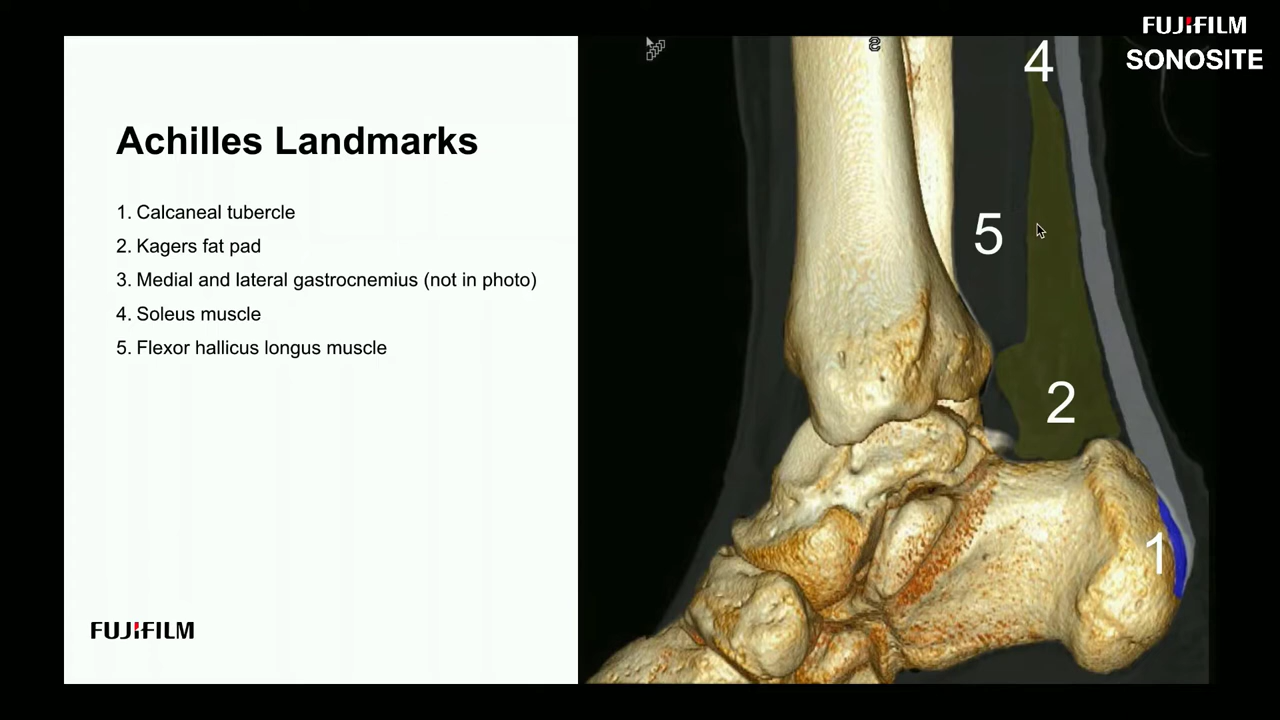 FUJIFILM
SONOSITE
Achilles Landmarks
1. Calcaneal tubercle
2. Kagers fat pad
3. Medial and lateral gastrocnemius (not in photo)
4. Soleus muscle
5. Flexor hallicus longus muscle
4
5
2
1
FUJIFILM